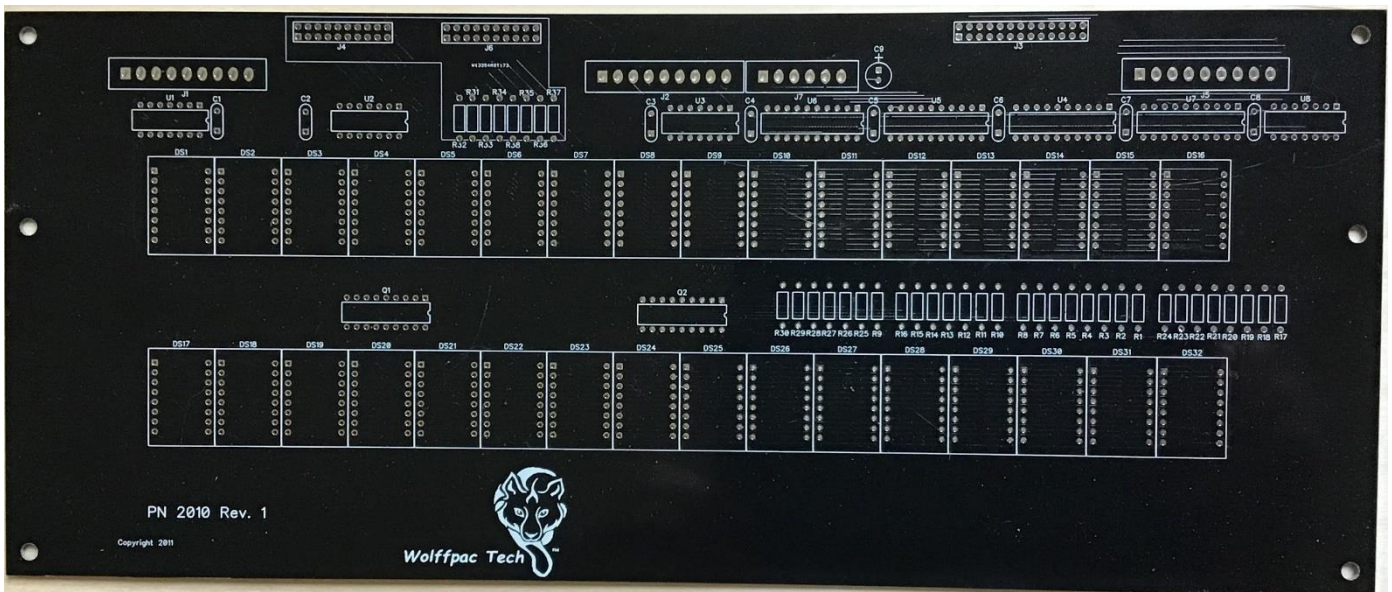 J4 J6 J3
W1335AASY173
C9
+
J1 J2 J7 J5
R31 R34 R35 R37
U1 C1 C2 U2 C3 U3 C4 U6 C5 U5 C6 U4 C7 U7 C8 U8
R32 R33 R38 R36
DS1 DS2 DS3 DS4 DS5 DS6 DS7 DS8 DS9 DS10 DS11 DS12 DS13 DS14 DS15 DS16
Q1 Q2
R30 R29 R28 R27 R26 R25 R9 R16 R15 R14 R13 R12 R11 R10 R8 R7 R6 R5 R4 R3 R2 R1 R24 R23 R22 R21 R20 R19 R18 R17
DS17 DS18 DS19 DS20 DS21 DS22 DS23 DS24 DS25 DS26 DS27 DS28 DS29 DS30 DS31 DS32
PN 2010 Rev. 1
Copyright 2011
Wolffpac Tech TM